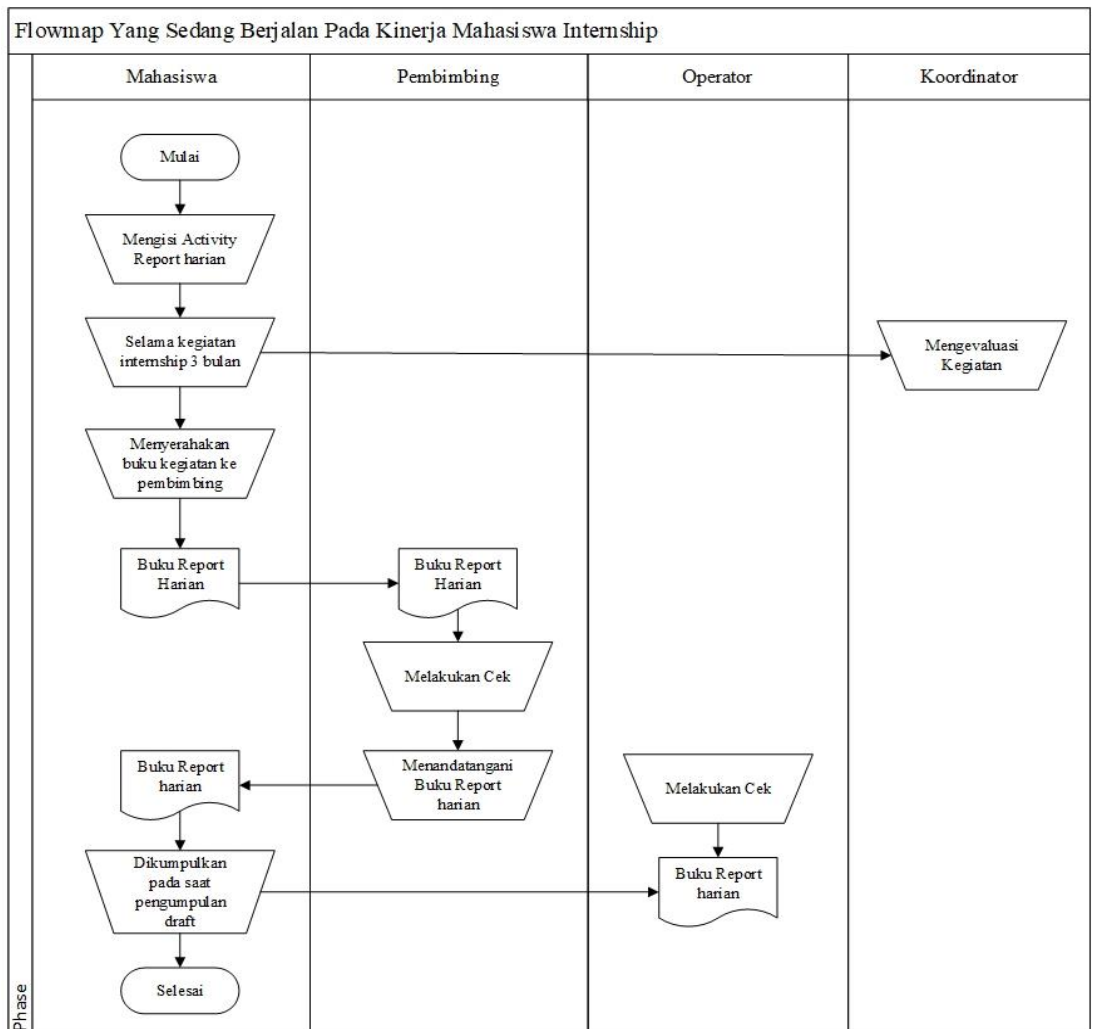 Flowmap Yang Sedang Berjalan Pada Kinerja Mahasiswa Internship
Mahasiswa
Pembimbing
Operator
Koordinator
Mulai
Mengisi Activity
Report harian
Selama kegiatan
internship 3 bulan
Mengevaluasi
Kegiatan
Menyerahakan
buku kegiatan ke
pembimbing
Buku Report
Harian
Buku Report
Harian
Melakukan Cek
Menandatangani
Buku Report
harian
Buku Report
harian
Melakukan Cek
Buku Report
harian
Dikumpulkan
pada saat
pengumpulan
draft
Selesai
Phase